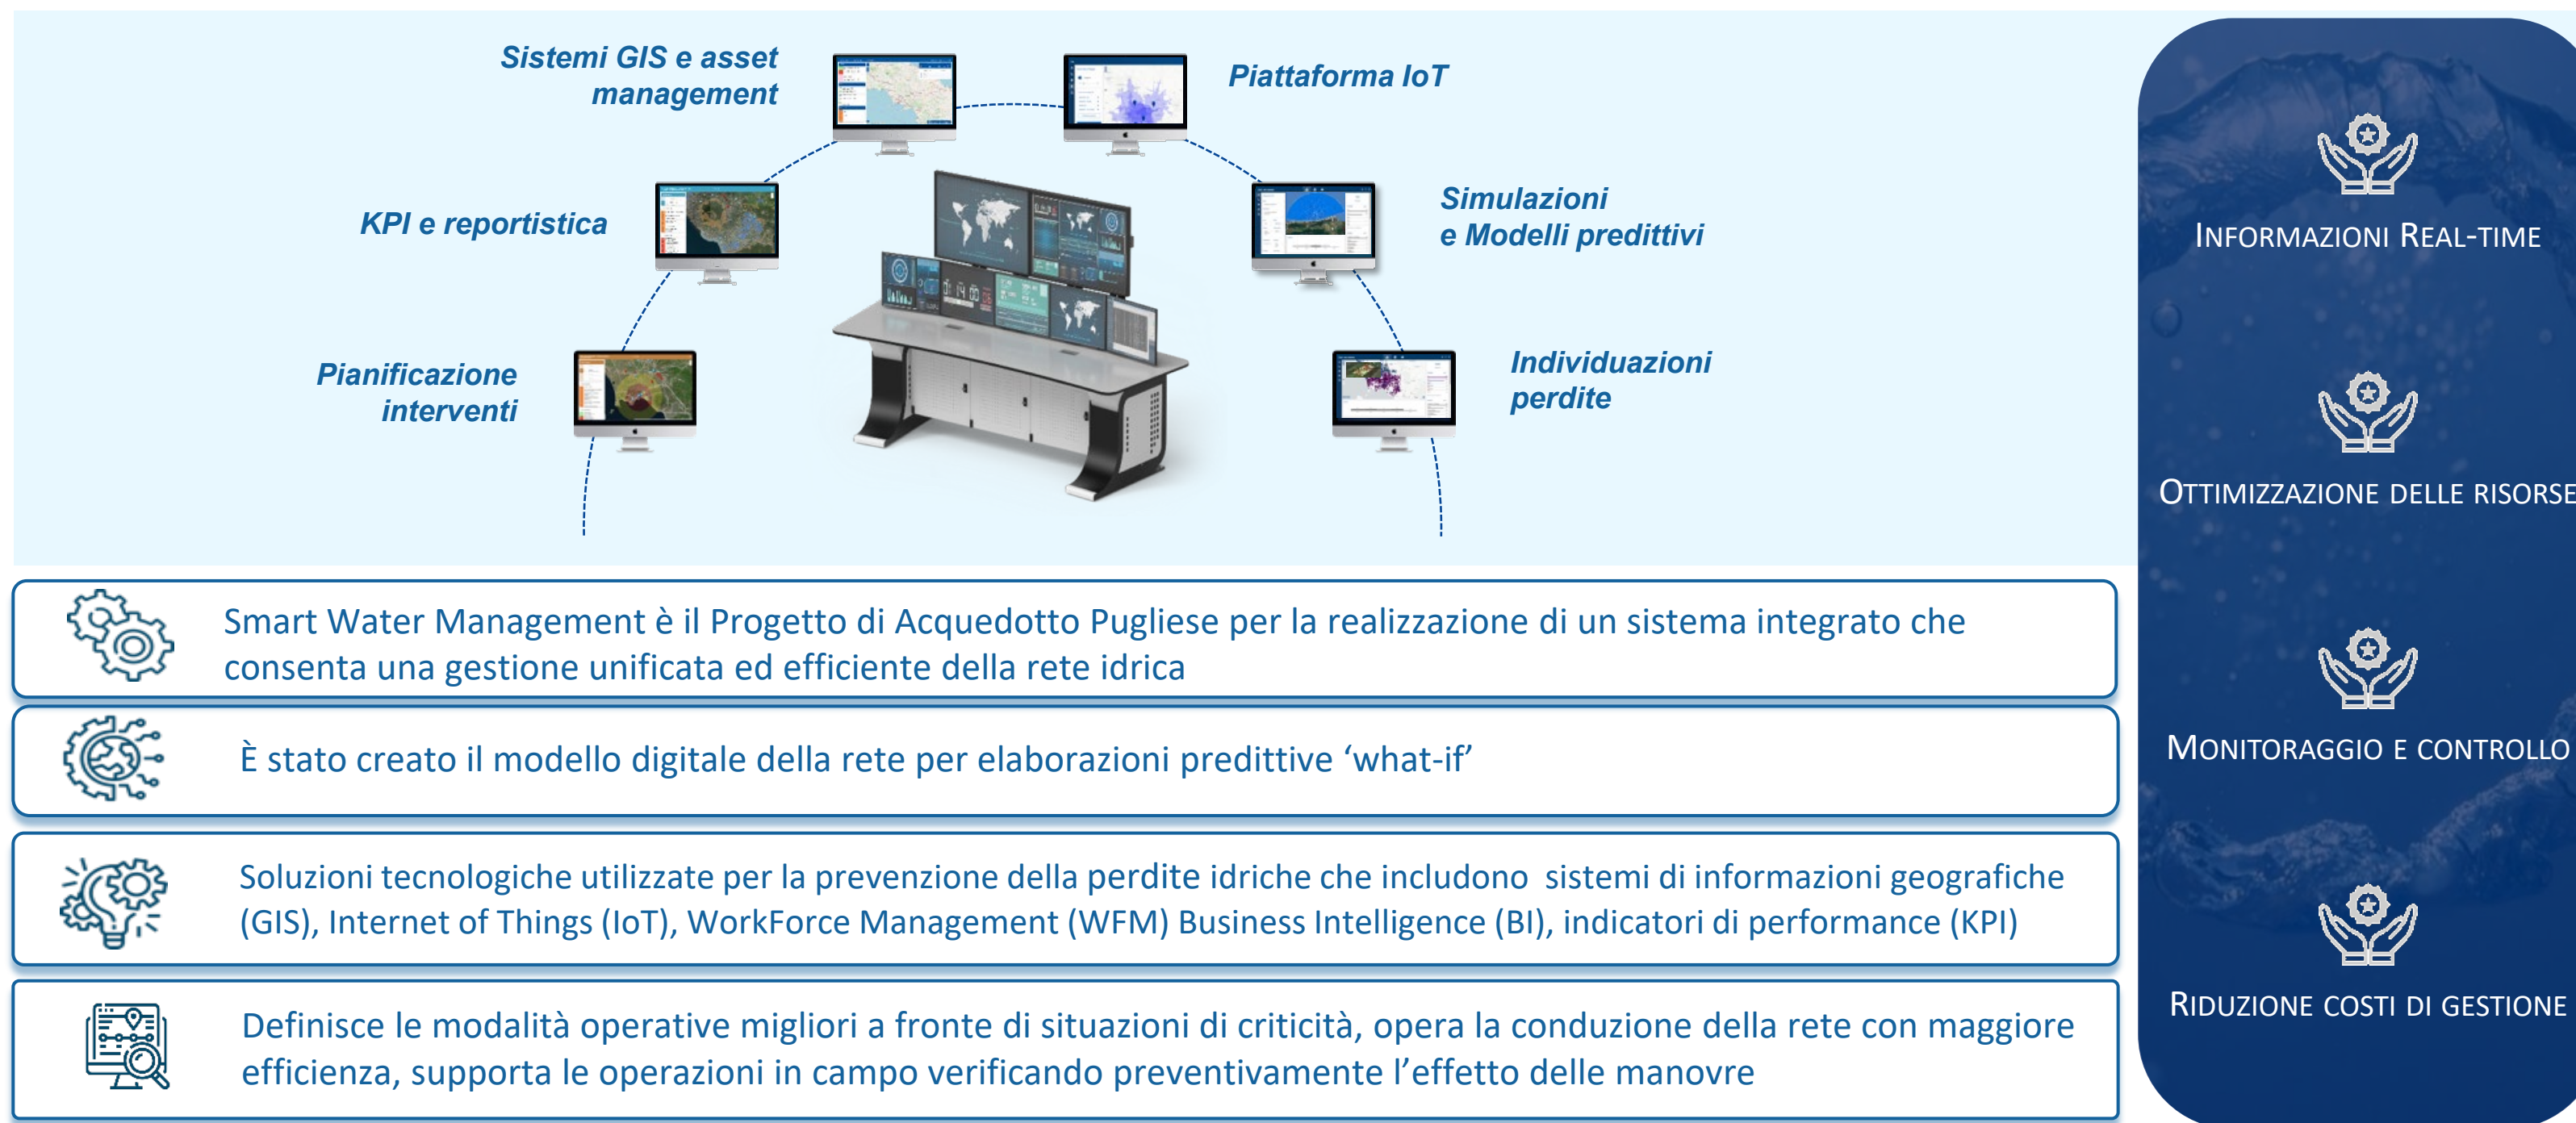 Sistemi GIS e asset
management
Piattaforma IoT
KPI e reportistica
Simulazioni
e Modelli predittivi
Pianificazione
interventi
Individuazioni
perdite
Smart Water Management è il Progetto di Acquedotto Pugliese per la realizzazione di un sistema integrato che
consenta una gestione unificata ed efficiente della rete idrica
È stato creato il modello digitale della rete per elaborazioni predittive ‘what-if’
Soluzioni tecnologiche utilizzate per la prevenzione della perdite idriche che includono  sistemi di informazioni geografiche
(GIS), Internet of Things (IoT), WorkForce Management (WFM) Business Intelligence (BI), indicatori di performance (KPI)
Definisce le modalità operative migliori a fronte di situazioni di criticità, opera la conduzione della rete con maggiore
efficienza, supporta le operazioni in campo verificando preventivamente l’effetto delle manovre
INFORMAZIONI REAL-TIME
OTTIMIZZAZIONE DELLE RISORSE
MONITORAGGIO E CONTROLLO
RIDUZIONE COSTI DI GESTIONE